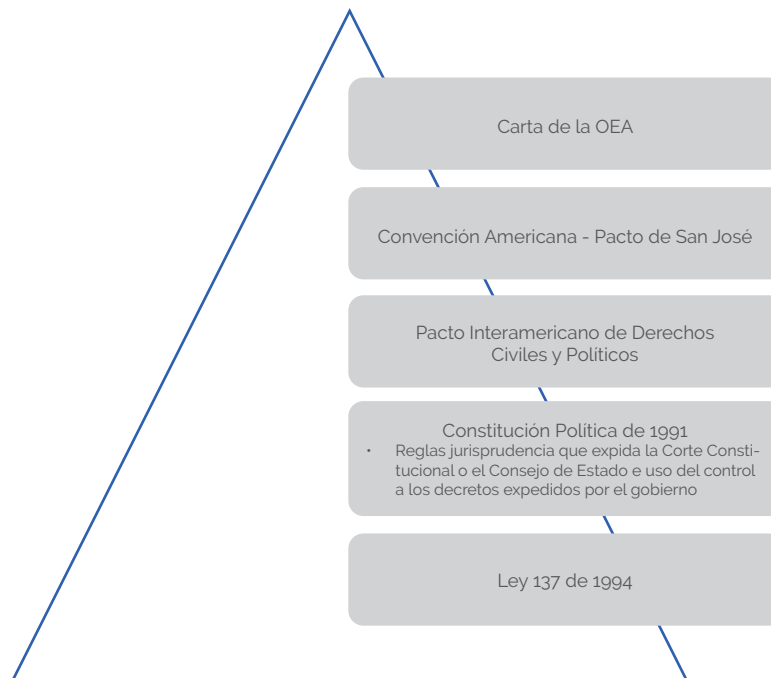 Carta de la OEA
Convención Americana - Pacto de San José
Pacto Interamericano de Derechos
Civiles y Políticos
Constitución Política de 1991
• Reglas jurisprudencia que expida la Corte Consti-
tucional o el Consejo de Estado e uso del control
a los decretos expedidos por el gobierno
Ley 137 de 1994